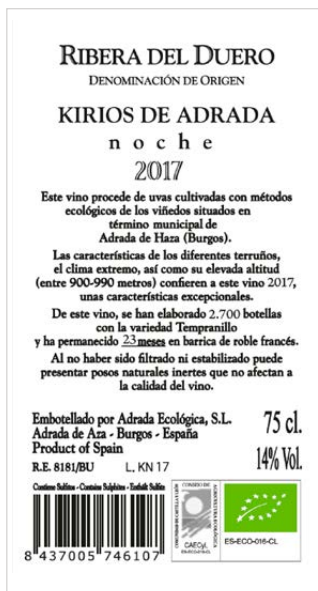 RIBERA DEL DUERO
DENOMINACIÓN DE ORIGEN
KIRIOS DE ADRADA
noche
2017
Este vino procede de uvas cultivadas con métodos
ecológicos de los viñedos situados en
término municipal de
Adrada de Haza (Burgos).
Las características de los diferentes terruños,
el clima extremo, así como su elevada altitud
(entre 900-990 metros) confieren a este vino 2017,
unas características excepcionales.
De este vino, se han elaborado 2.700 botellas
con la variedad Tempranillo
y ha permanecido 23 meses en barrica de roble francés.
Al no haber sido filtrado ni estabilizado puede
presentar posos naturales inertes que no afectan a
la calidad del vino.
Embotellado por Adrada Ecológica, S.L.
Adrada de Aza - Burgos - España
Product of Spain
R.E. 8181/BU L, KN 17
75 cl.
14% Vol.
Contiene Sulfitos - Contains Sulphites - Enthält Sulfite
8 437005 746107
CONSEJO DE
AGRICULTURA ECOLÓGICA
CAECyL
ES-ECO-016-CL